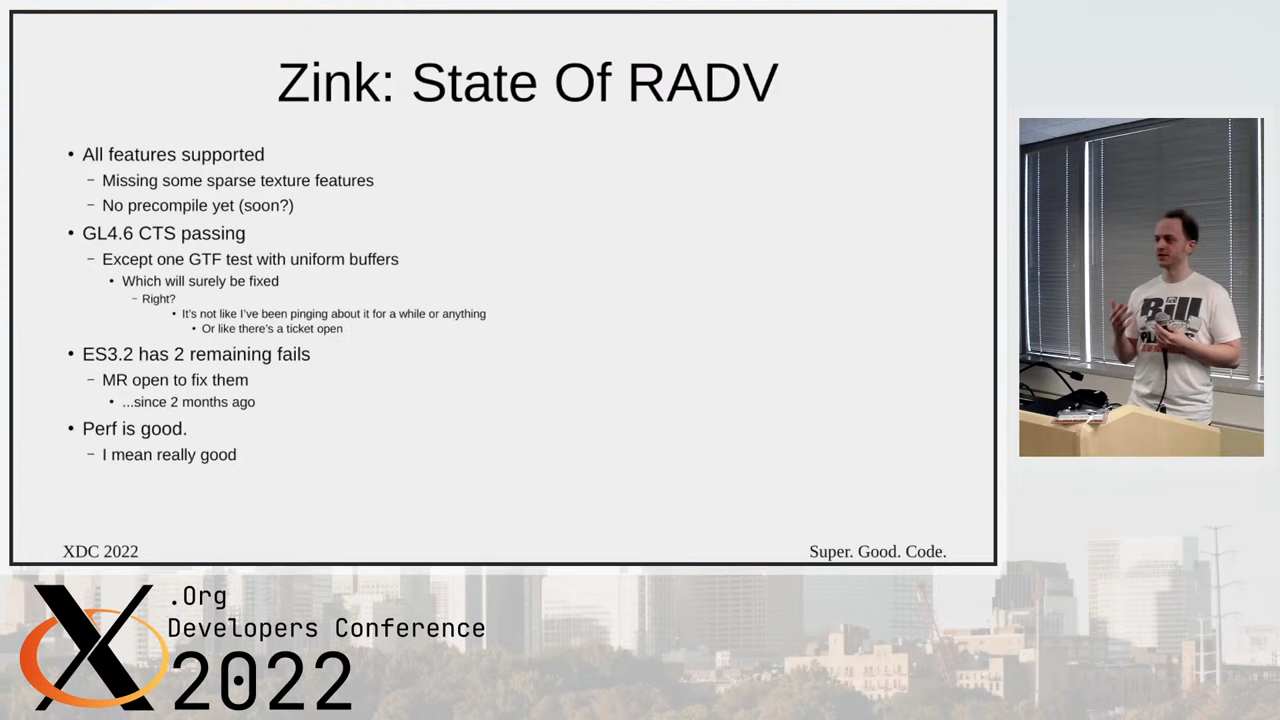 Zink: State Of RADV
• All features supported
– Missing some sparse texture features
– No precompile yet (soon?)
• GL4.6 CTS passing
– Except one GTF test with uniform buffers
• Which will surely be fixed
– Right?
• It's not like I've been pinging about it for a while or anything
• Or like there's a ticket open
• ES3.2 has 2 remaining fails
– MR open to fix them
• ...since 2 months ago
• Perf is good.
– I mean really good
XDC 2022
Super. Good. Code.
Bill
X.Org
Developers Conference
2022